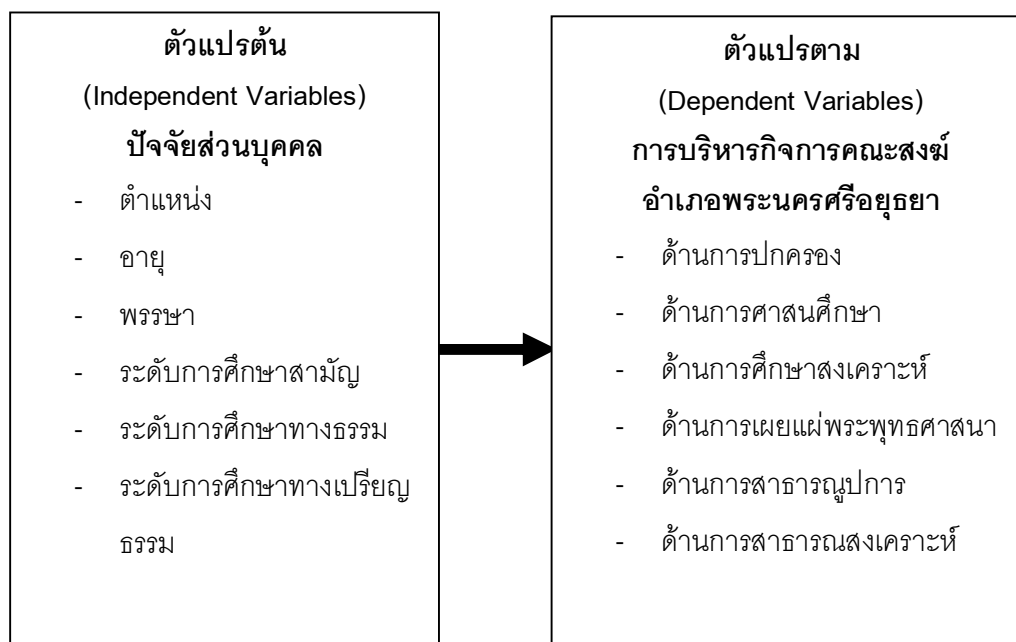 ตัวแปรต้น
(Independent Variables)
ปัจจัยส่วนบุคคล
- ตำแหน่ง
- อายุ
- พรรษา
- ระดับการศึกษาสามัญ
- ระดับการศึกษาทางธรรม
- ระดับการศึกษาทางเปรียญ
ธรรม
ตัวแปรตาม
(Dependent Variables)
การบริหารกิจการคณะสงฆ์
อำเภอพระนครศรีอยุธยา
- ด้านการปกครอง
- ด้านการศาสนศึกษา
- ด้านการศึกษาสงเคราะห์
- ด้านการเผยแผ่พระพุทธศาสนา
- ด้านการสาธารณูปการ
- ด้านการสาธารณสงเคราะห์